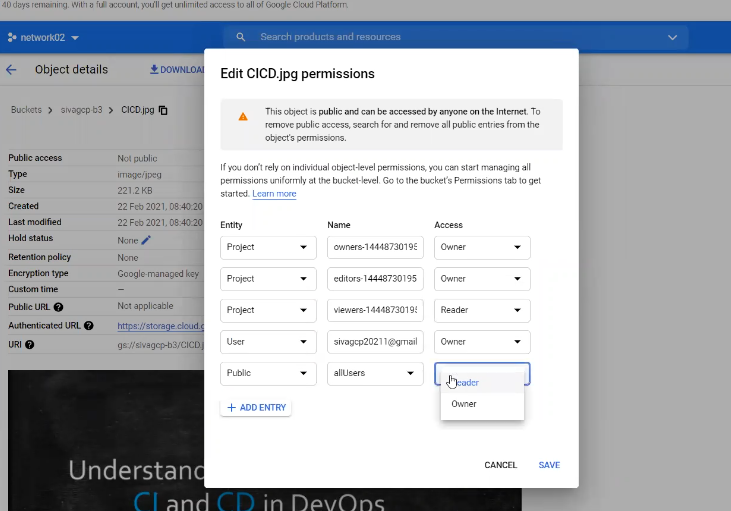 40 days remaining. With a full account, you'll get unlimited access to all of Google Cloud Platform.
network02
Search products and resources
Object details
DOWNLOA
Buckets > sivagcp-b3 > CICD.jpg
Public access Not public
Type image/jpeg
Size 221.2 KB
Created 22 Feb 2021, 08:40:20
Last modified 22 Feb 2021, 08:40:20
Hold status None
Retention policy None
Encryption type Google-managed key
Custom time —
Public URL ? Not applicable
Authenticated URL ? https://storage.cloud.g
URI ? gs://sivagcp-b3/CICD.j
Understan
CI and CD in DevOps
Edit CICD.jpg permissions
This object is public and can be accessed by anyone on the Internet. To
remove public access, search for and remove all public entries from the
object's permissions.
If you don't rely on individual object-level permissions, you can start managing all
permissions uniformly at the bucket-level. Go to the bucket's Permissions tab to get
started. Learn more
Entity Name Access
Project owners-14448730195 Owner
Project editors-14448730195 Owner
Project viewers-14448730195 Reader
User sivagcp20211@gmail Owner
Public allUsers
Reader
Owner
+ ADD ENTRY
CANCEL SAVE